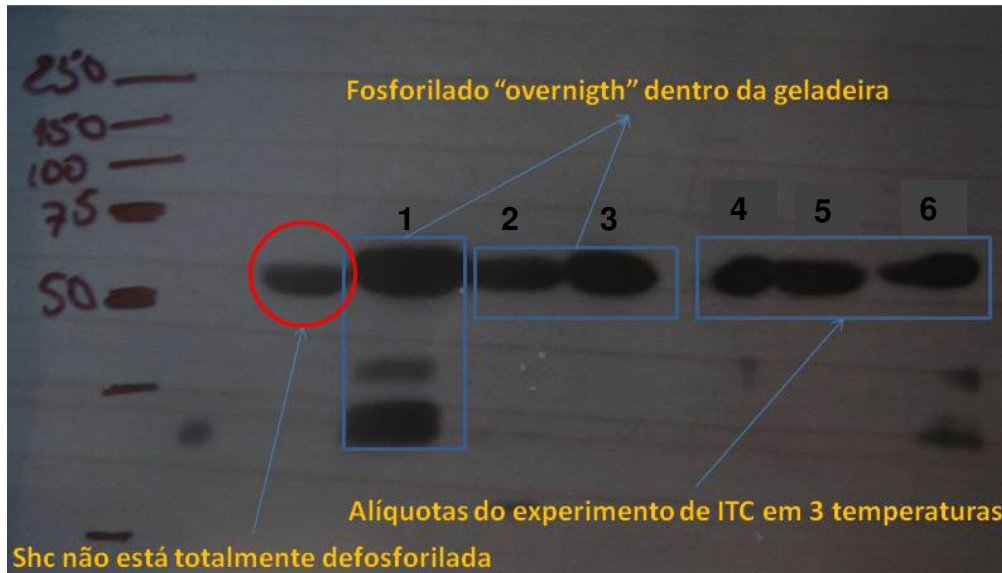 250
Fosforilado “overnigth” dentro da geladeira
150
100
75
1 2 3 4 5 6
50
Alíquotas do experimento de ITC em 3 temperaturas
Shc não está totalmente defosforilada